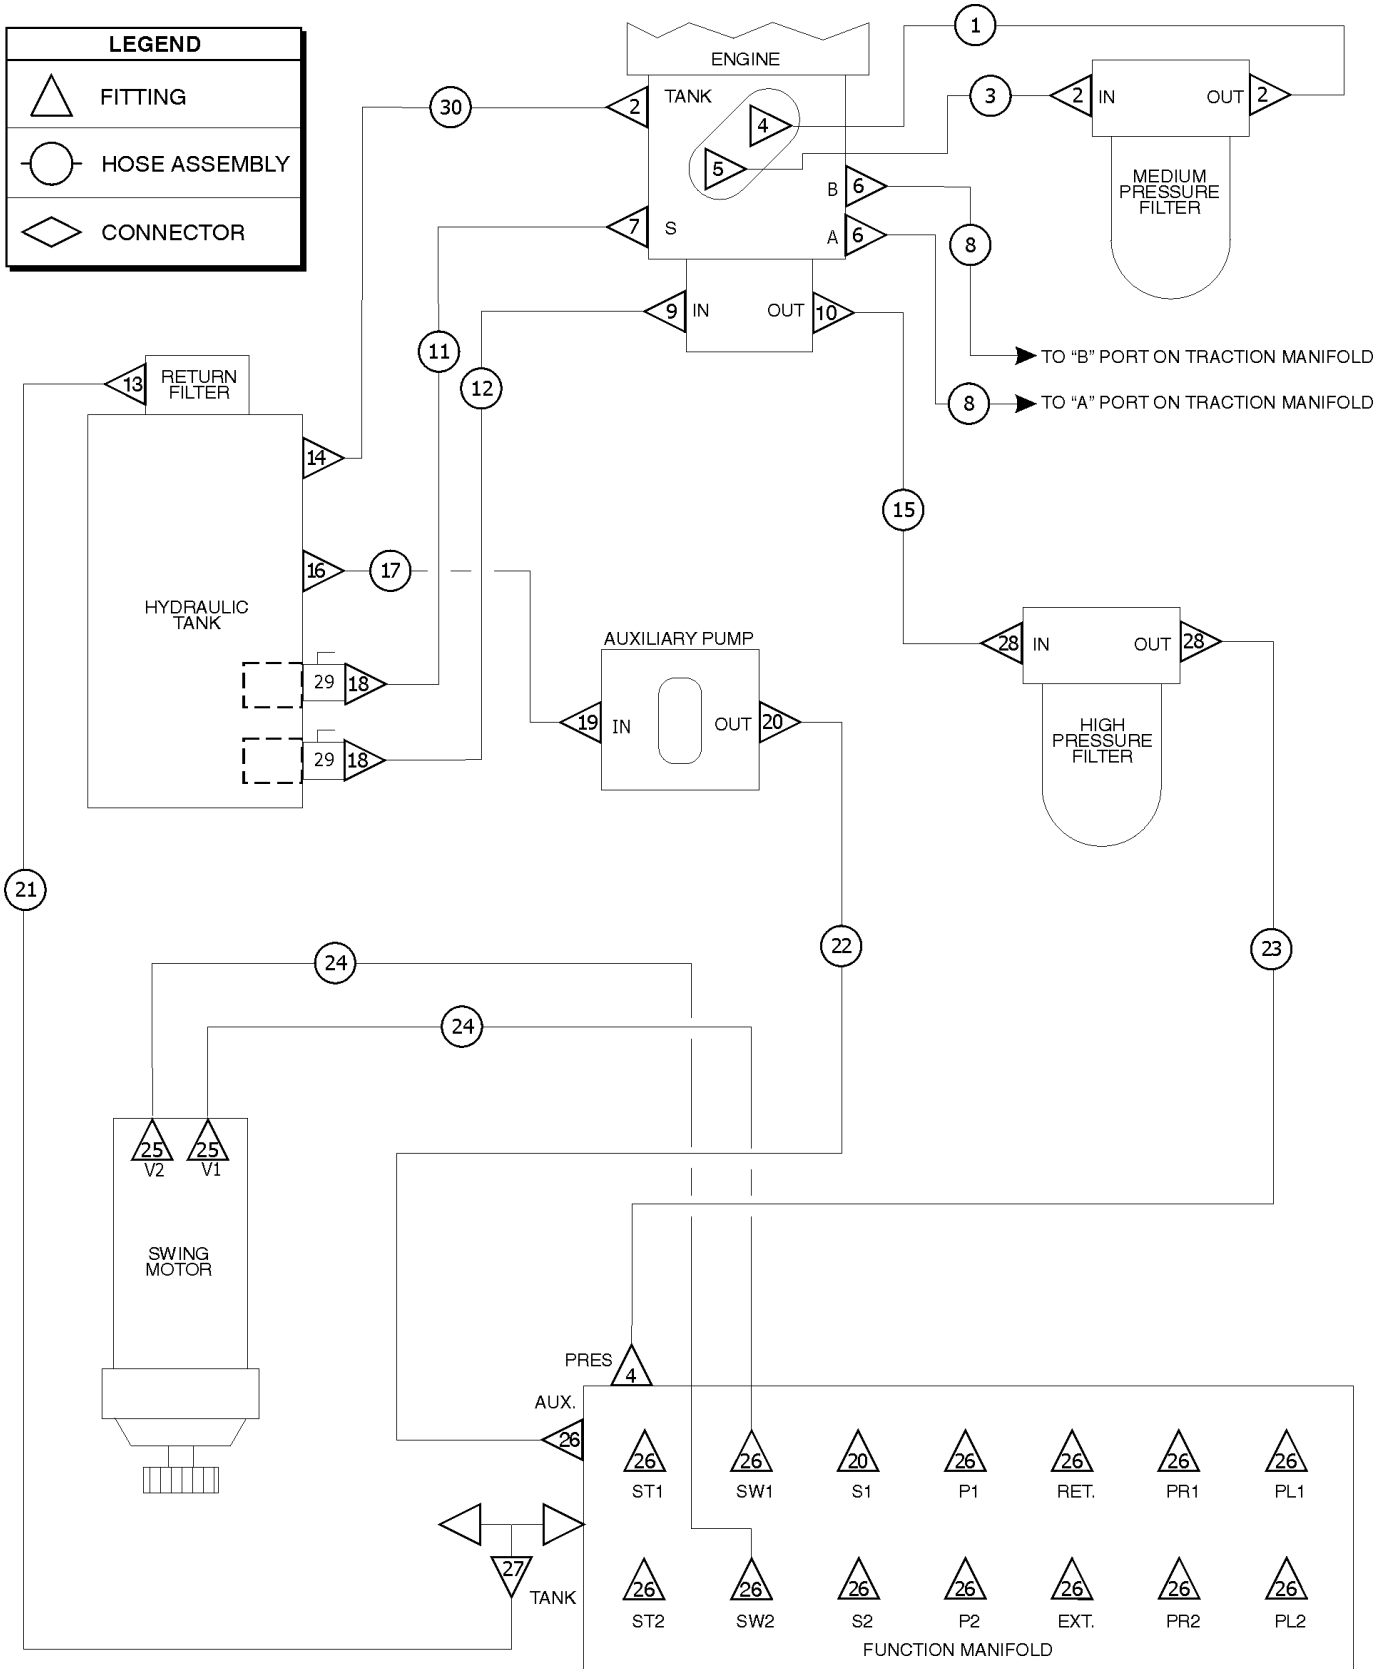 LEGEND
FITTING
HOSE ASSEMBLY
CONNECTOR
1
ENGINE
30
2
TANK
4
3
2
IN
OUT
2
5
B
6
MEDIUM
PRESSURE
FILTER
7
S
A
6
8
9
IN
OUT
10
11
TO “B” PORT ON TRACTION MANIFOLD
12
13
RETURN
FILTER
8
TO “A” PORT ON TRACTION MANIFOLD
14
15
16
17
HYDRAULIC
TANK
AUXILIARY PUMP
28
IN
OUT
28
29
18
19
IN
OUT
20
HIGH
PRESSURE
FILTER
29
18
21
22
23
24
24
25
25
V2
V1
SWING
MOTOR
PRES
4
AUX.
26
26
26
20
26
26
26
26
ST1
SW1
S1
P1
RET.
PR1
PL1
27
TANK
26
26
26
26
26
26
26
ST2
SW2
S2
P2
EXT.
PR2
PL2
FUNCTION MANIFOLD